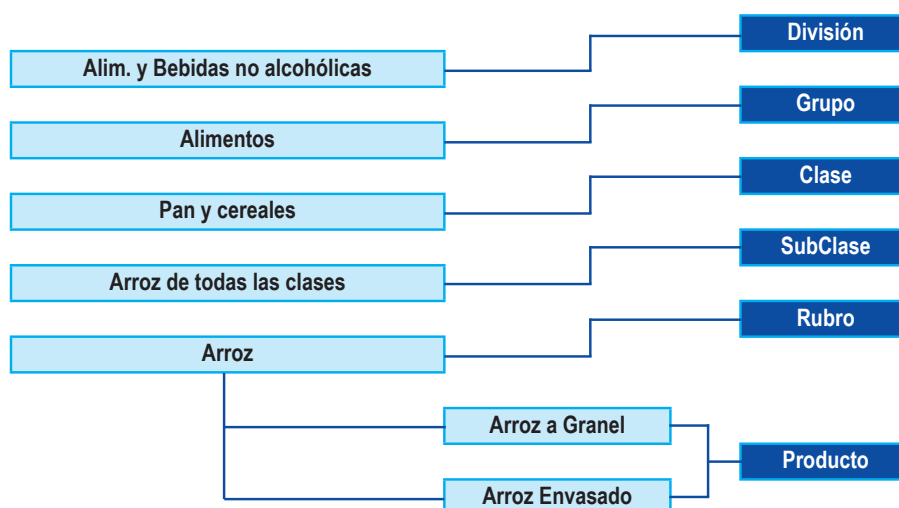 División
Alim. y Bebidas no alcohólicas
Grupo
Alimentos
Clase
Pan y cereales
SubClase
Arroz de todas las clases
Rubro
Arroz
Arroz a Granel
Producto
Arroz Envasado